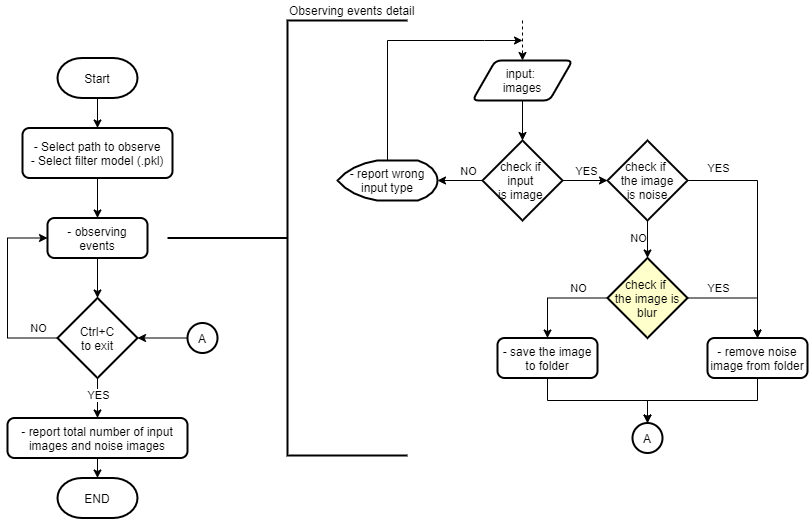 Observing events detail
Start
- Select path to observe
- Select filter model (.pkl)
- observing
events
Ctrl+C
to exit
NO
A
YES
- report total number of input
images and noise images
END
input:
images
check if
input
is image
NO
- report wrong
input type
YES
check if
the image
is noise
YES
NO
check if
the image is
blur
NO
YES
- save the image
to folder
- remove noise
image from folder
A